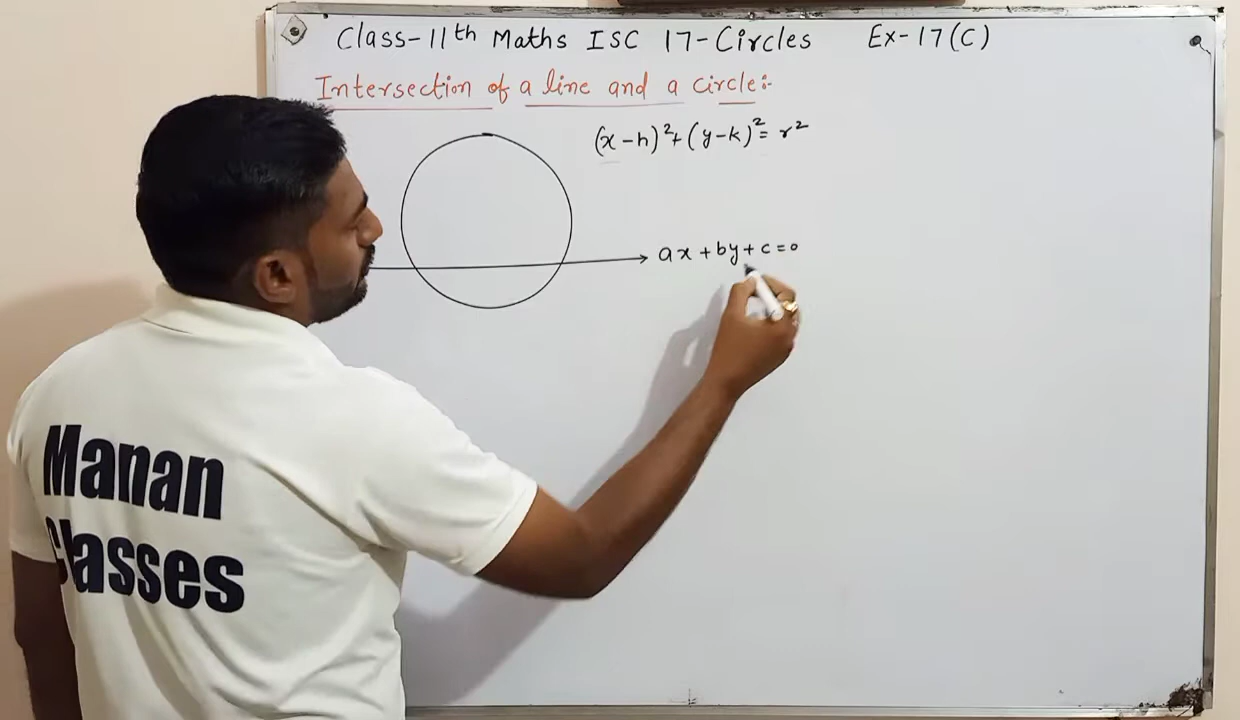 Class-11th Maths ISC 17-Circles Ex-17(C)
Intersection of a line and a circle:-
(x-h)²+(y-k)²=r²
ax+by+c=0
Manan
Classes